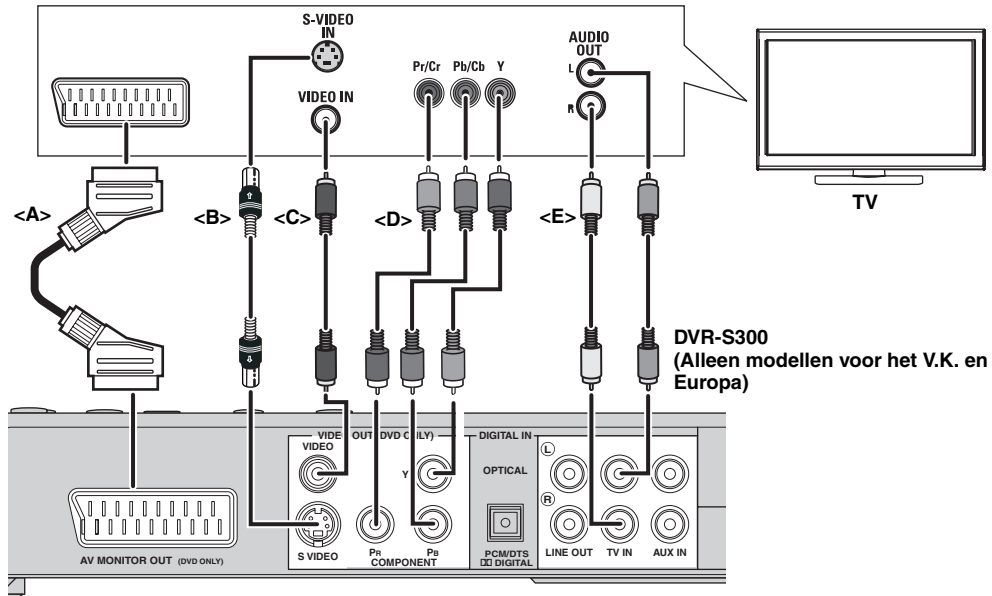 S-VIDEO
IN
VIDEO IN
Pr/Cr Pb/Cb Y
AUDIO
OUT
L
R
TV
<A>
<B>
<C>
<D>
<E>
DVR-S300
(Alleen modellen voor het V.K. en
Europa)
VIDEO OUT (DVD ONLY)
VIDEO
Y
S VIDEO
PR
PB
COMPONENT
DIGITAL IN
OPTICAL
PCM/DTS
DD DIGITAL
L
R
LINE OUT TV IN AUX IN
AV MONITOR OUT (DVD ONLY)